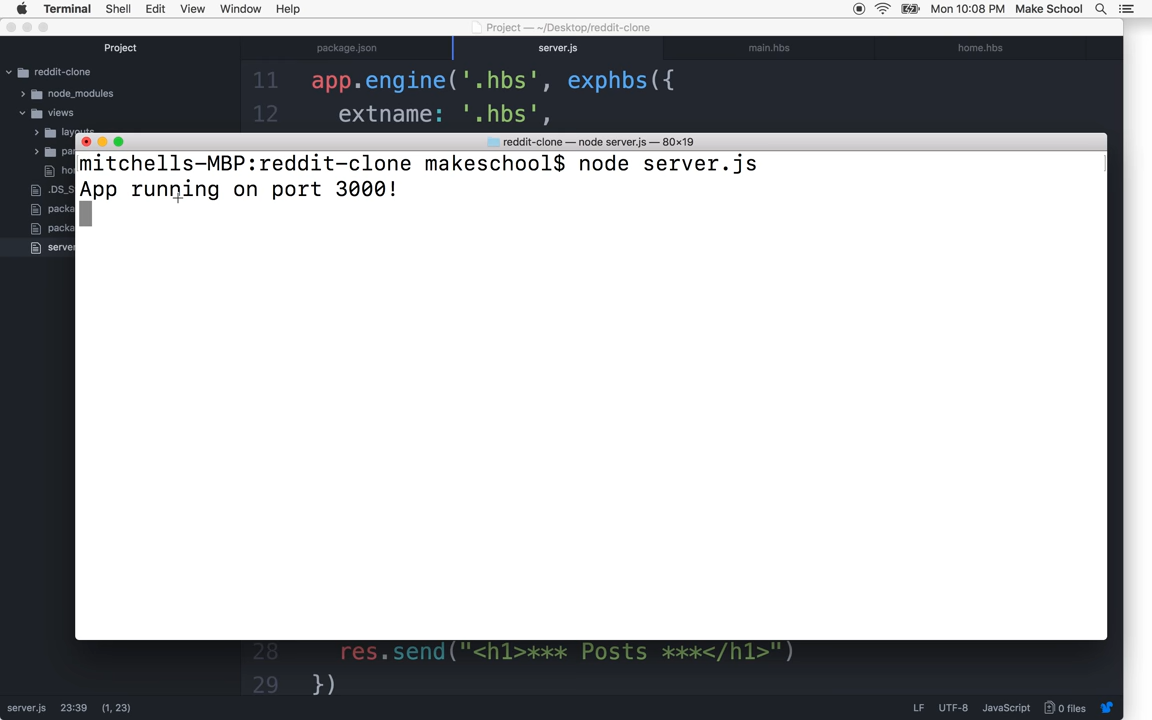 Terminal Shell Edit View Window Help Mon 10:08 PM Make School
Project — ~/Desktop/reddit-clone
Project package.json server.js main.hbs home.hbs
reddit-clone
node_modules
views
layouts
.DS_S
packa
packa
server
11 app.engine('.hbs', exphbs({
12 extname: '.hbs',
reddit-clone — node server.js — 80×19
mitchells-MBP:reddit-clone makeschool$ node server.js
App running on port 3000!
28 res.send("<h1>*** Posts ***</h1>")
29 })
server.js 23:39 (1, 23) LF UTF-8 JavaScript 0 files